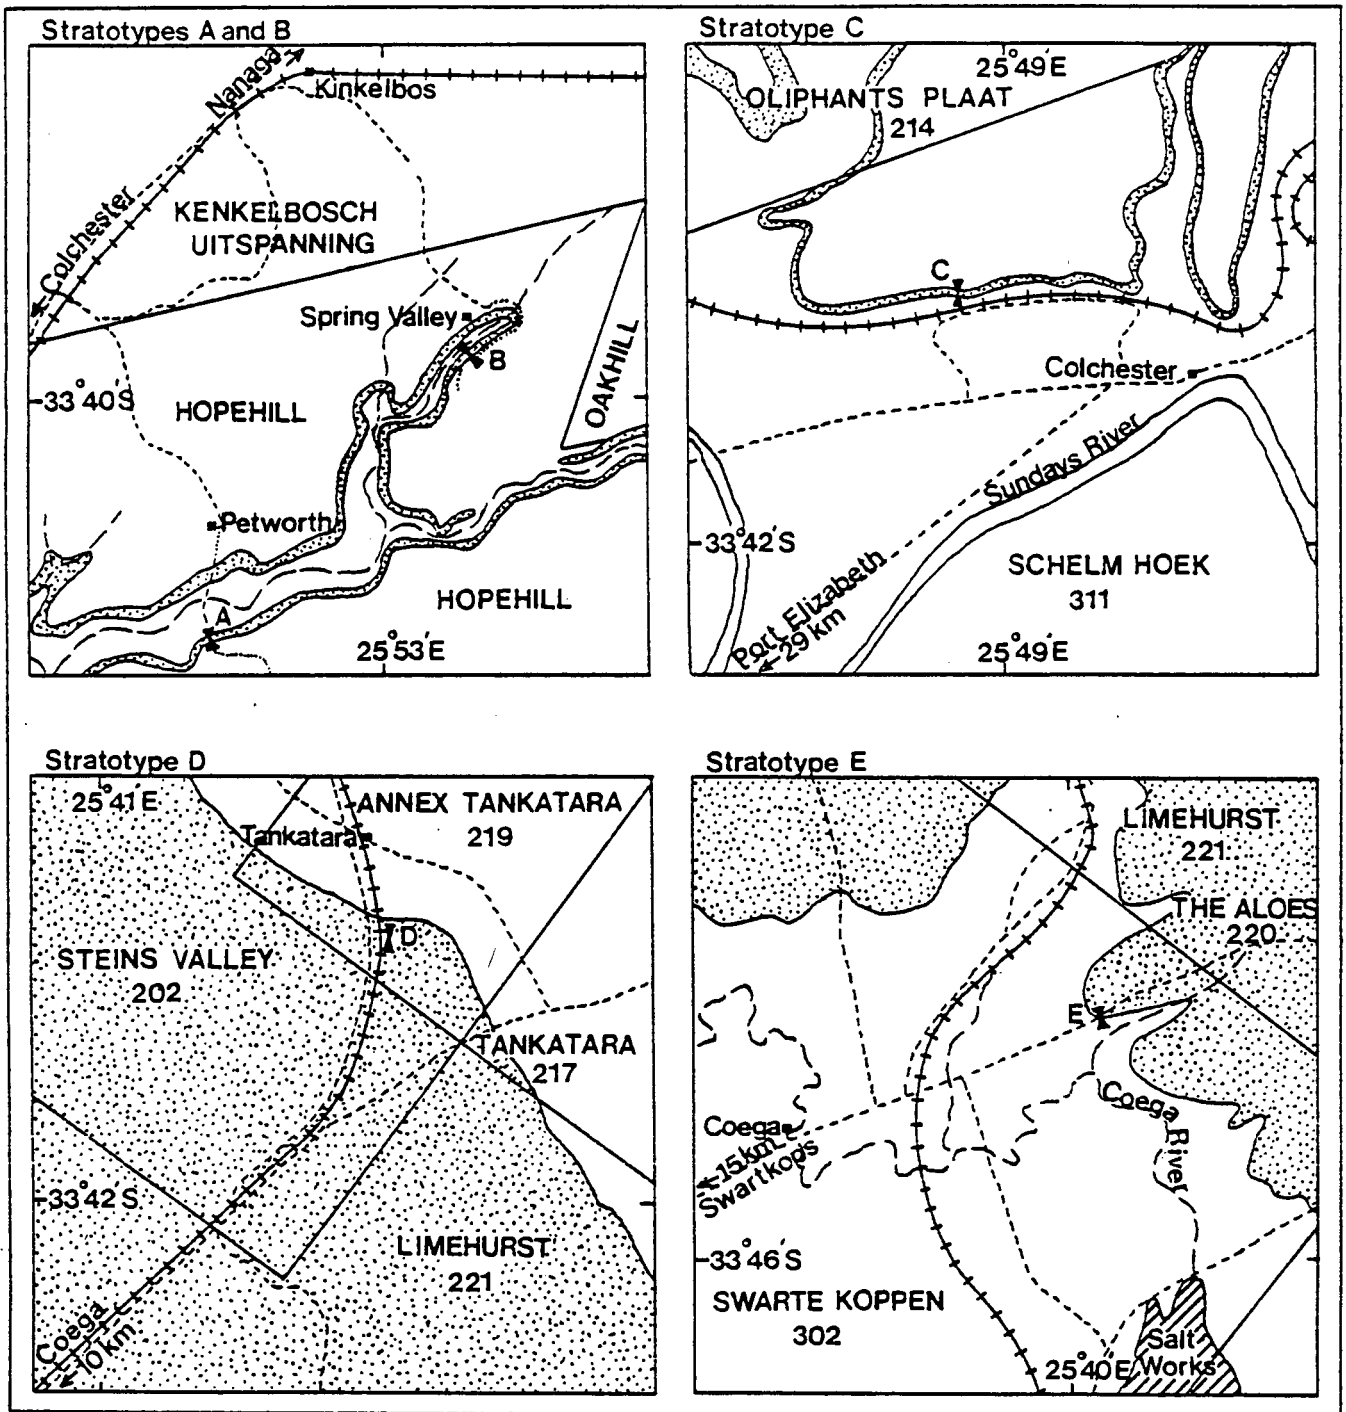 Stratotypes A and B
Nanaga
Kinkelbos
Colchester
KENKELBOSCH
UITSPANNING
Spring Valley
B
OAKHILL
33°40'S
HOPEHILL
Petworth
A
HOPEHILL
25°53'E
Stratotype C
25°49'E
OLIPHANTS PLAAT
214
C
Colchester
Sundays River
33°42'S
SCHELM HOEK
311
Port Elizabeth
29 km
25°49'E
Stratotype D
25°41'E
ANNEX TANKATARA
219
Tankatara
D
STEINS VALLEY
202
TANKATARA
217
33°42'S
LIMEHURST
221
Coega
10 km
Stratotype E
LIMEHURST
221
THE ALOES
220
E
Coega
River
Coega
15km
Swartkops
33°46'S
SWARTE KOPPEN
302
Salt
Works
25°40'E